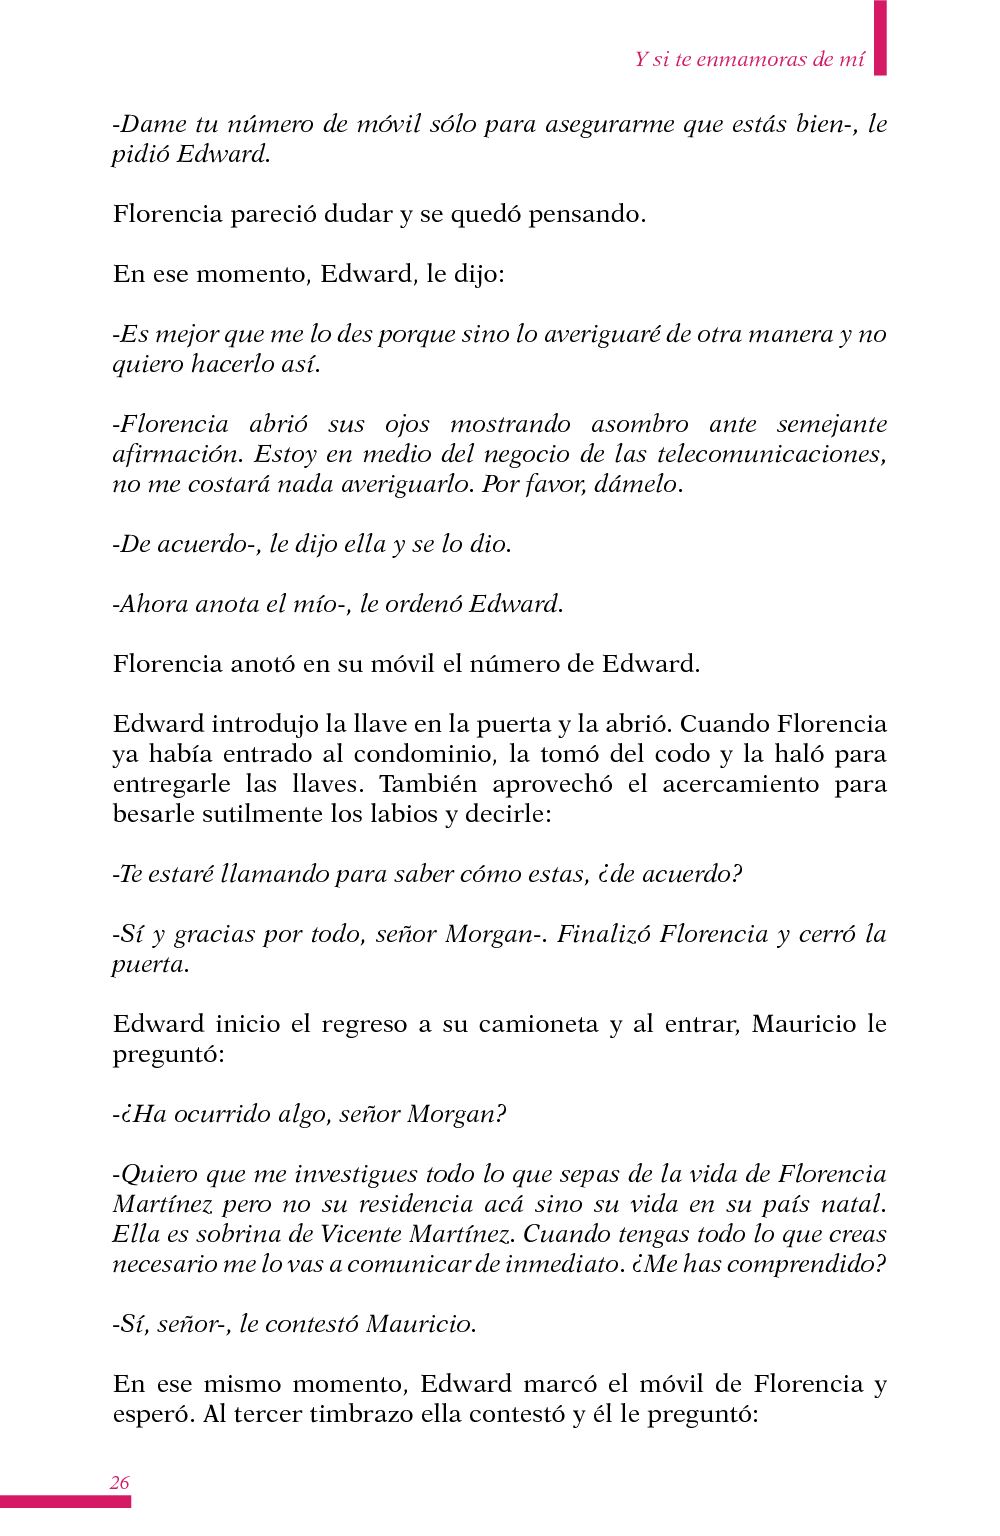 Y si te enmamoras de mí
-Dame tu número de móvil sólo para asegurarme que estás bien-, le
pidió Edward.
Florencia pareció dudar y se quedó pensando.
En ese momento, Edward, le dijo:
-Es mejor que me lo des porque sino lo averiguaré de otra manera y no
quiero hacerlo así.
-Florencia abrió sus ojos mostrando asombro ante semejante
afirmación. Estoy en medio del negocio de las telecomunicaciones,
no me costará nada averiguarlo. Por favor, dámelo.
-De acuerdo-, le dijo ella y se lo dio.
-Ahora anota el mío-, le ordenó Edward.
Florencia anotó en su móvil el número de Edward.
Edward introdujo la llave en la puerta y la abrió. Cuando Florencia
ya había entrado al condominio, la tomó del codo y la haló para
entregarle las llaves. También aprovechó el acercamiento para
besarle sutilmente los labios y decirle:
-Te estaré llamando para saber cómo estas, ¿de acuerdo?
-Sí y gracias por todo, señor Morgan-. Finalizó Florencia y cerró la
puerta.
Edward inicio el regreso a su camioneta y al entrar, Mauricio le
preguntó:
-¿Ha ocurrido algo, señor Morgan?
-Quiero que me investigues todo lo que sepas de la vida de Florencia
Martínez pero no su residencia acá sino su vida en su país natal.
Ella es sobrina de Vicente Martínez. Cuando tengas todo lo que creas
necesario me lo vas a comunicar de inmediato. ¿Me has comprendido?
-Sí, señor-, le contestó Mauricio.
En ese mismo momento, Edward marcó el móvil de Florencia y
esperó. Al tercer timbrazo ella contestó y él le preguntó:
26